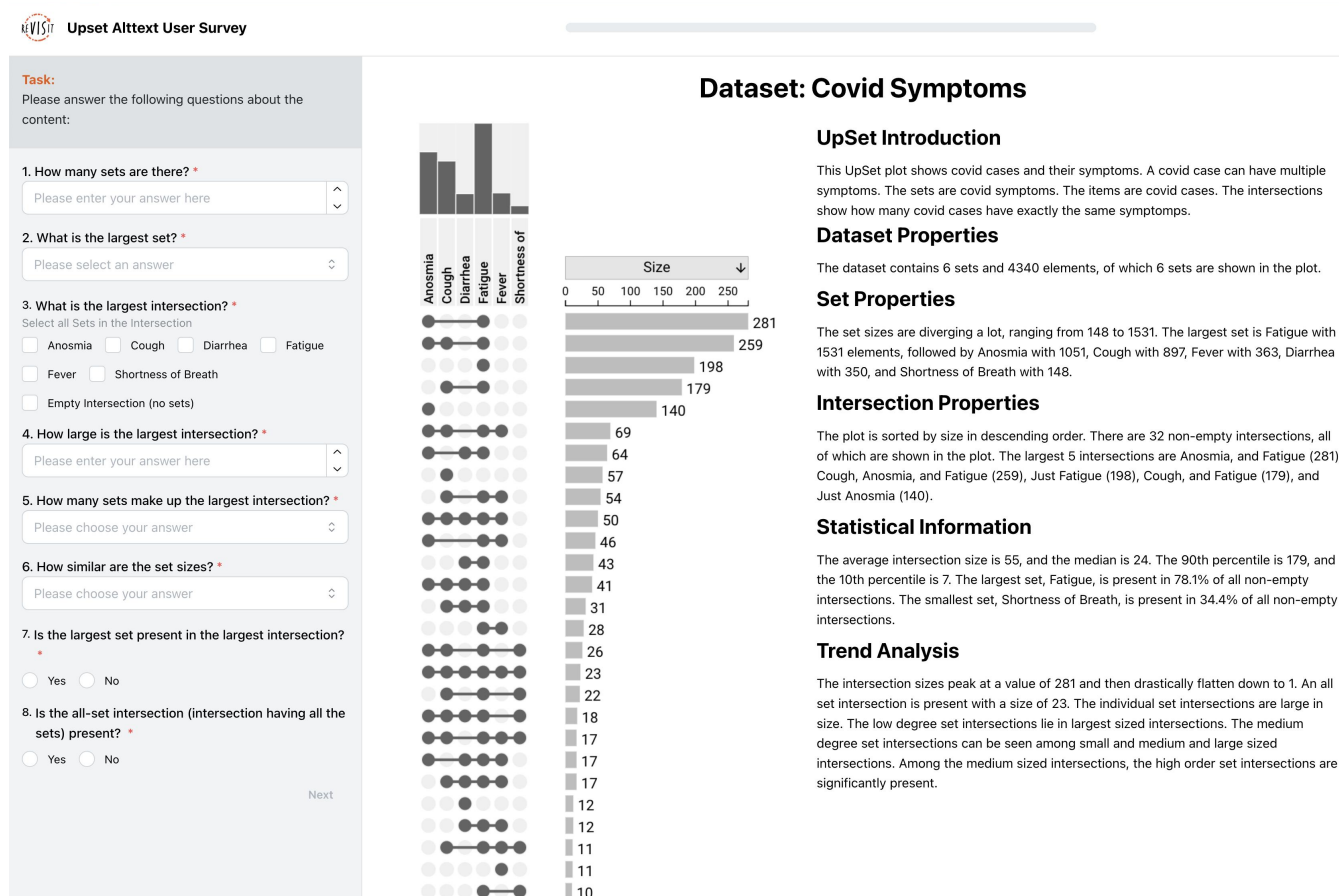 reVISit
Upset Alttext User Survey
Task:
Please answer the following questions about the
content:
1. How many sets are there? *
Please enter your answer here
2. What is the largest set? *
Please select an answer
3. What is the largest intersection? *
Select all Sets in the Intersection
Anosmia Cough Diarrhea Fatigue
Fever Shortness of Breath
Empty Intersection (no sets)
4. How large is the largest intersection? *
Please enter your answer here
5. How many sets make up the largest intersection? *
Please choose your answer
6. How similar are the set sizes? *
Please choose your answer
7. Is the largest set present in the largest intersection?
*
Yes No
8. Is the all-set intersection (intersection having all the
sets) present? *
Yes No
Next
Dataset: Covid Symptoms
Anosmia
Cough
Diarrhea
Fatigue
Fever
Shortness of
Size
0 50 100 150 200 250
281
259
198
179
140
69
64
57
54
50
46
43
41
31
28
26
23
22
18
17
17
17
12
12
11
11
10
UpSet Introduction
This UpSet plot shows covid cases and their symptoms. A covid case can have multiple
symptoms. The sets are covid symptoms. The items are covid cases. The intersections
show how many covid cases have exactly the same symptomps.
Dataset Properties
The dataset contains 6 sets and 4340 elements, of which 6 sets are shown in the plot.
Set Properties
The set sizes are diverging a lot, ranging from 148 to 1531. The largest set is Fatigue with
1531 elements, followed by Anosmia with 1051, Cough with 897, Fever with 363, Diarrhea
with 350, and Shortness of Breath with 148.
Intersection Properties
The plot is sorted by size in descending order. There are 32 non-empty intersections, all
of which are shown in the plot. The largest 5 intersections are Anosmia, and Fatigue (281)
Cough, Anosmia, and Fatigue (259), Just Fatigue (198), Cough, and Fatigue (179), and
Just Anosmia (140).
Statistical Information
The average intersection size is 55, and the median is 24. The 90th percentile is 179, and
the 10th percentile is 7. The largest set, Fatigue, is present in 78.1% of all non-empty
intersections. The smallest set, Shortness of Breath, is present in 34.4% of all non-empty
intersections.
Trend Analysis
The intersection sizes peak at a value of 281 and then drastically flatten down to 1. An all
set intersection is present with a size of 23. The individual set intersections are large in
size. The low degree set intersections lie in largest sized intersections. The medium
degree set intersections can be seen among small and medium and large sized
intersections. Among the medium sized intersections, the high order set intersections are
significantly present.